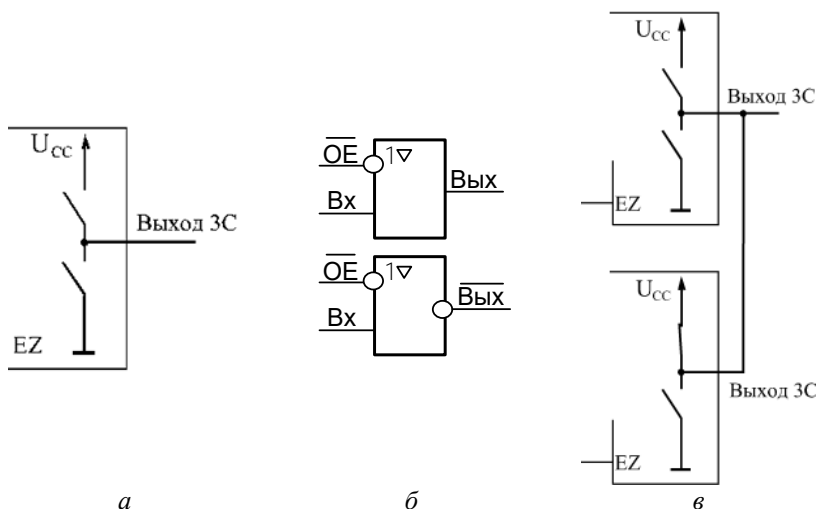 U_CC
Выход 3С
EZ
а
OE
1▽
Вх
Вых
OE
1▽
Вх
Вых
б
U_CC
Выход 3С
EZ
U_CC
Выход 3С
EZ
в